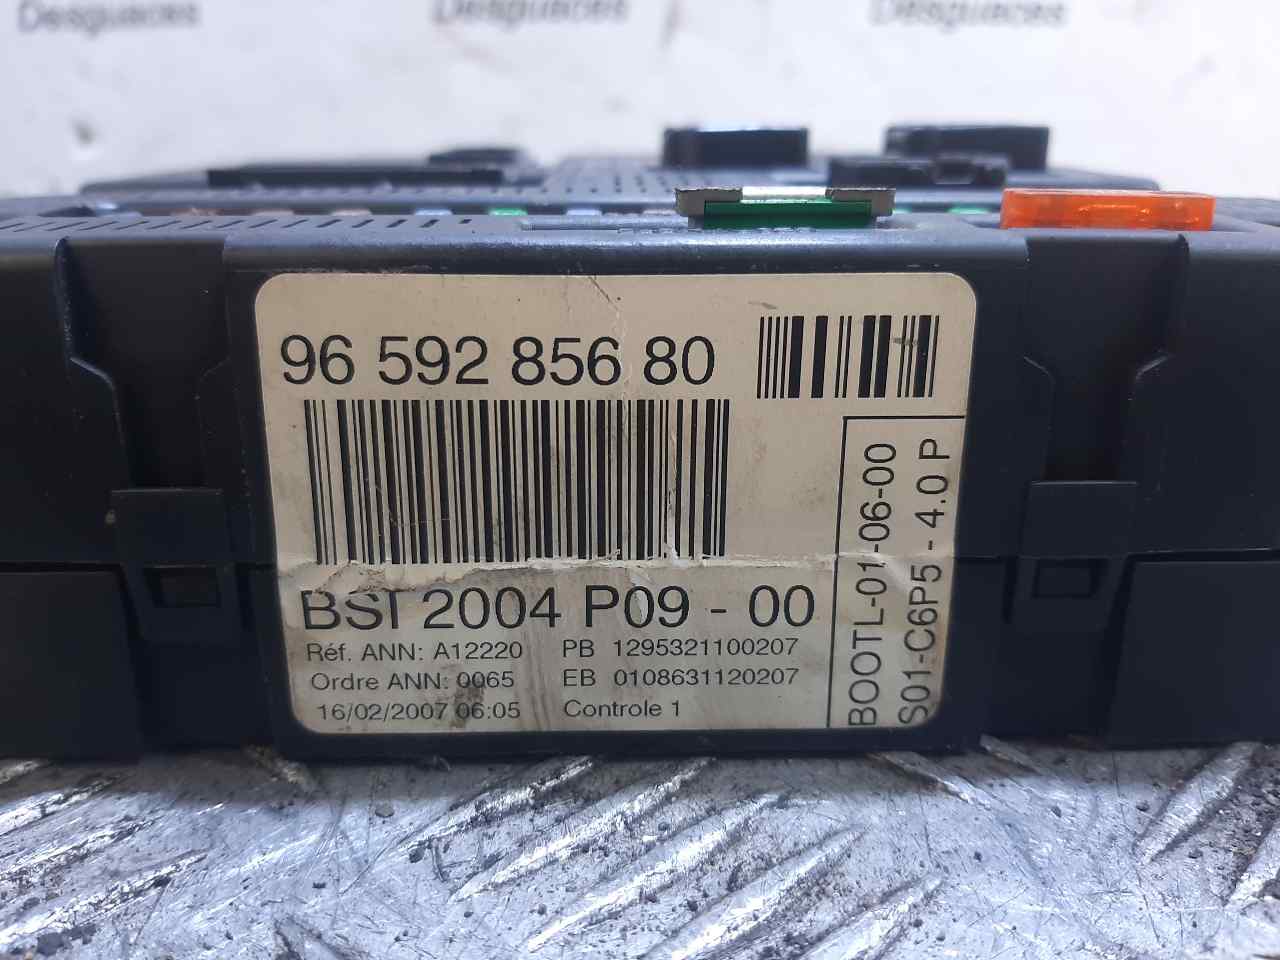 Desguaces Desguaces Desguaces
96 592 856 80
BSI 2004 P09 - 00
Réf. ANN: A12220 PB 1295321100207
Ordre ANN: 0065 EB 0108631120207
16/02/2007 06:05 Controle 1
BOOTL-01-06-00
S01-C6P5 - 4.0 P